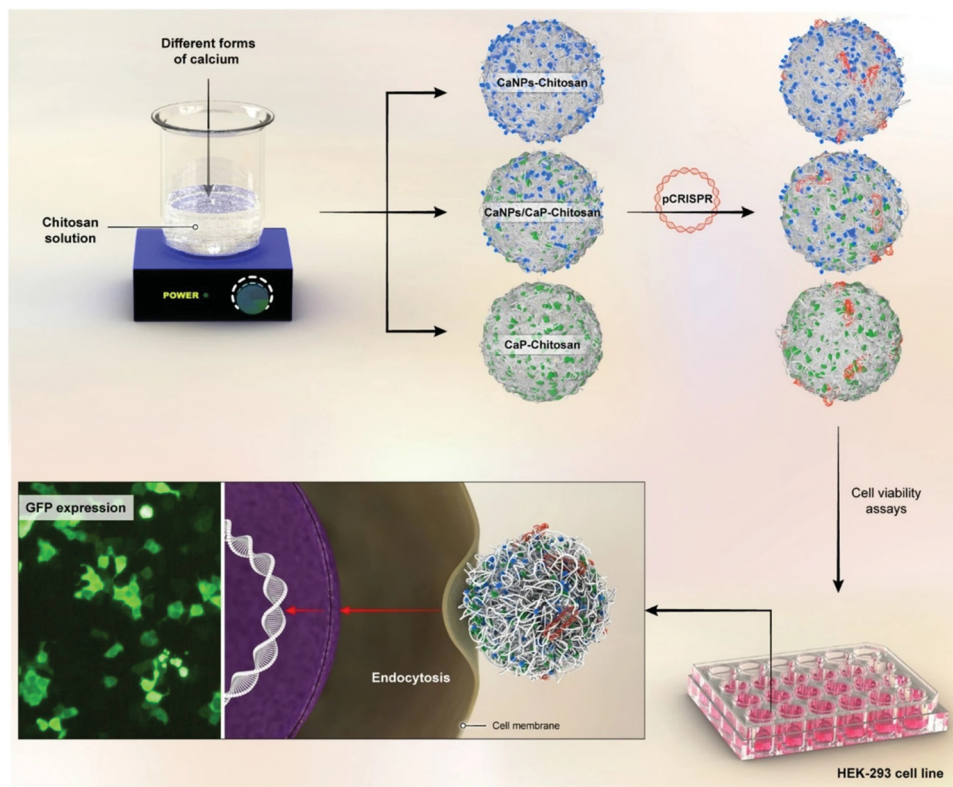 Different forms
of calcium
Chitosan
solution
POWER
CaNPs-Chitosan
CaNPs/CaP-Chitosan
CaP-Chitosan
pCRISPR
Cell viability
assays
GFP expression
Endocytosis
Cell membrane
HEK-293 cell line